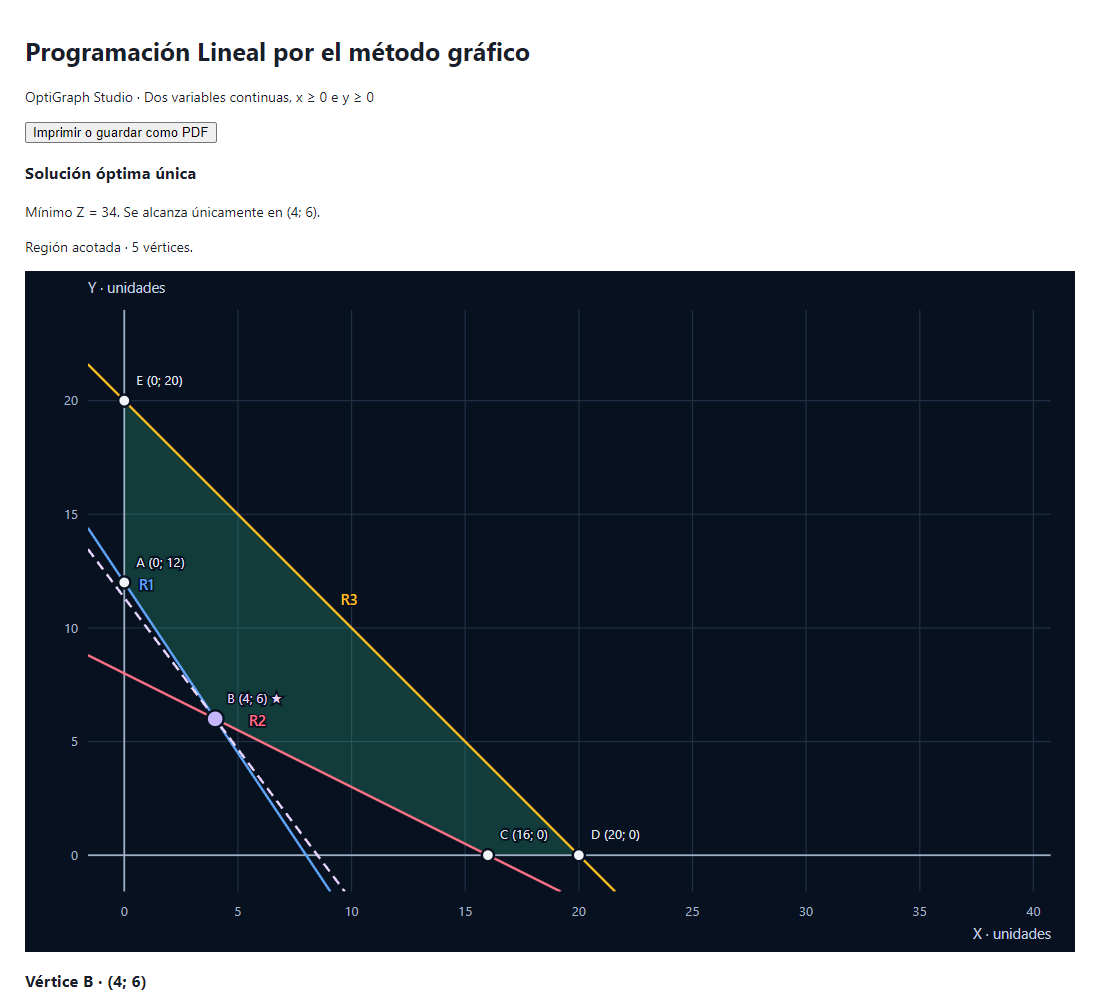 Programación Lineal por el método gráfico
OptiGraph Studio · Dos variables continuas, x ≥ 0 e y ≥ 0
Imprimir o guardar como PDF
Solución óptima única
Mínimo Z = 34. Se alcanza únicamente en (4; 6).
Región acotada · 5 vértices.
Y · unidades
E (0; 20)
20
15
A (0; 12)
R1
R3
10
B (4; 6) ★
R2
5
C (16; 0)
D (20; 0)
0
0 5 10 15 20 25 30 35 40
X · unidades
Vértice B · (4; 6)